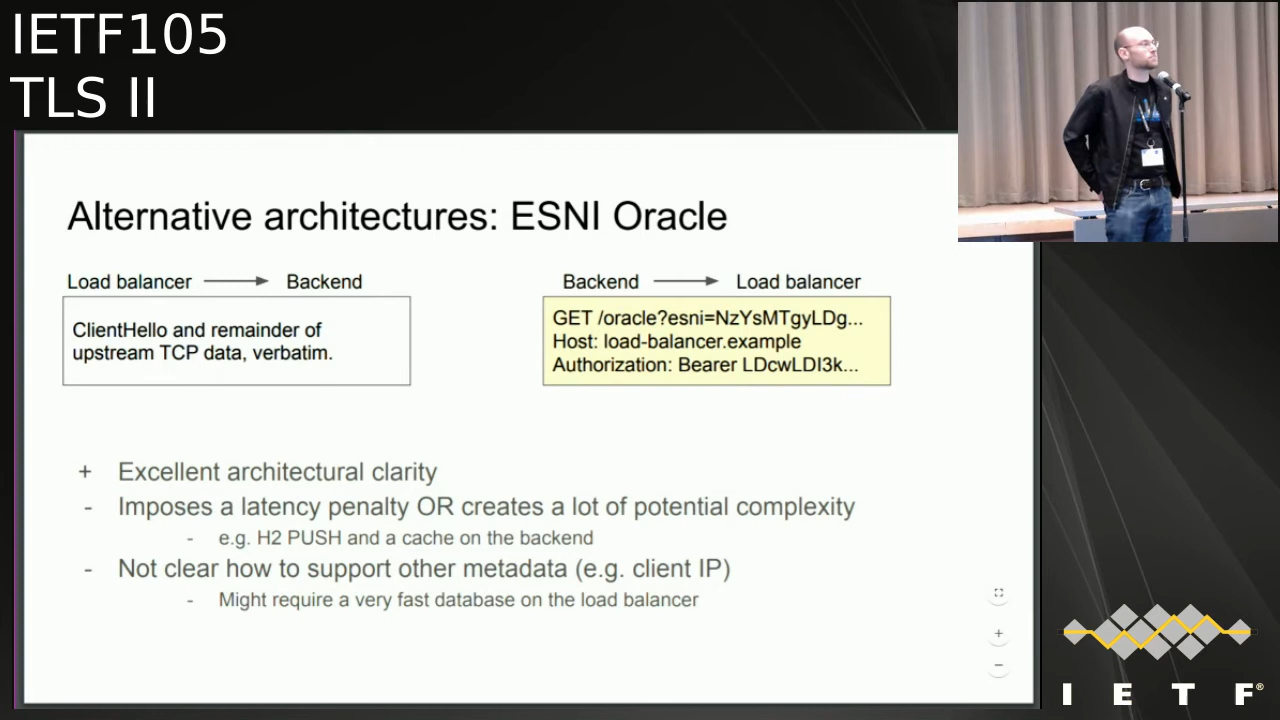 IETF105
TLS II
Alternative architectures: ESNI Oracle
Load balancer → Backend
ClientHello and remainder of
upstream TCP data, verbatim.
Backend → Load balancer
GET /oracle?esni=NzYsMTgyLDg...
Host: load-balancer.example
Authorization: Bearer LDcwLDI3k...
+ Excellent architectural clarity
- Imposes a latency penalty OR creates a lot of potential complexity
- e.g. H2 PUSH and a cache on the backend
- Not clear how to support other metadata (e.g. client IP)
- Might require a very fast database on the load balancer
I E T F®